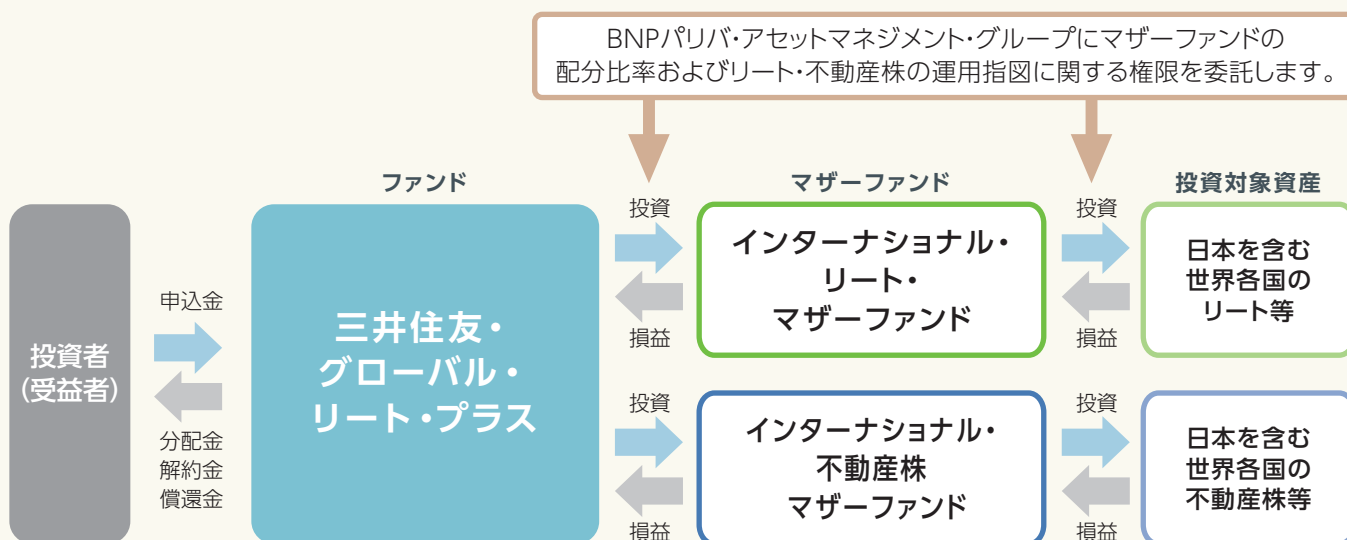 BNPパリバ・アセットマネジメント・グループにマザーファンドの
配分比率およびリート・不動産株の運用指図に関する権限を委託します。
ファンド
マザーファンド
投資対象資産
投資者
(受益者)
申込金
分配金
解約金
償還金
三井住友・
グローバル・
リート・プラス
投資
損益
インターナショナル・
リート・
マザーファンド
投資
損益
日本を含む
世界各国の
リート等
投資
損益
インターナショナル・
不動産株
マザーファンド
投資
損益
日本を含む
世界各国の
不動産株等